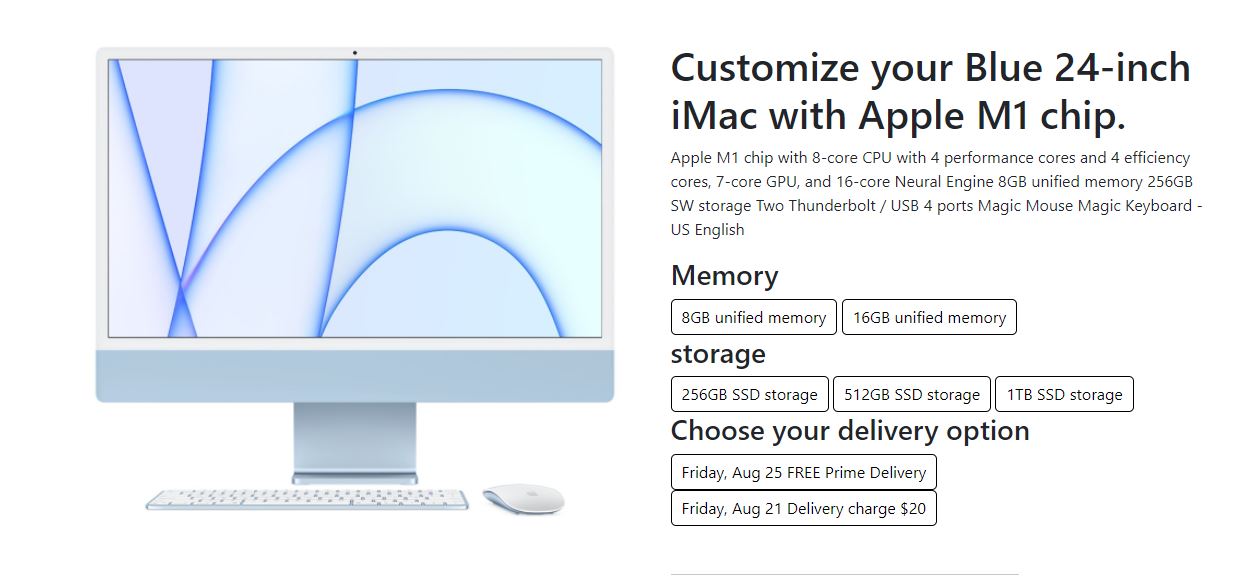 Customize your Blue 24-inch
iMac with Apple M1 chip.
Apple M1 chip with 8-core CPU with 4 performance cores and 4 efficiency
cores, 7-core GPU, and 16-core Neural Engine 8GB unified memory 256GB
SW storage Two Thunderbolt / USB 4 ports Magic Mouse Magic Keyboard -
US English
Memory
8GB unified memory 16GB unified memory
storage
256GB SSD storage 512GB SSD storage 1TB SSD storage
Choose your delivery option
Friday, Aug 25 FREE Prime Delivery
Friday, Aug 21 Delivery charge $20